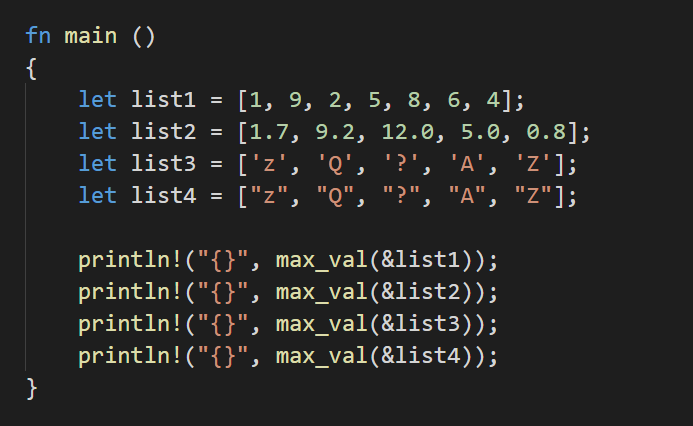 fn main ()
{
    let list1 = [1, 9, 2, 5, 8, 6, 4];
    let list2 = [1.7, 9.2, 12.0, 5.0, 0.8];
    let list3 = ['z', 'Q', '?', 'A', 'Z'];
    let list4 = ["z", "Q", "?", "A", "Z"];

    println!("{}", max_val(&list1));
    println!("{}", max_val(&list2));
    println!("{}", max_val(&list3));
    println!("{}", max_val(&list4));
}